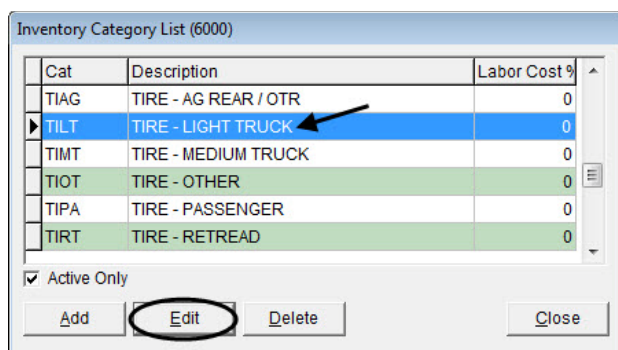 Inventory Category List (6000)
Cat Description Labor Cost %
TIAG TIRE - AG REAR / OTR 0
TILT TIRE - LIGHT TRUCK 0
TIMT TIRE - MEDIUM TRUCK 0
TIOT TIRE - OTHER 0
TIPA TIRE - PASSENGER 0
TIRT TIRE - RETREAD 0
Active Only
Add Edit Delete Close